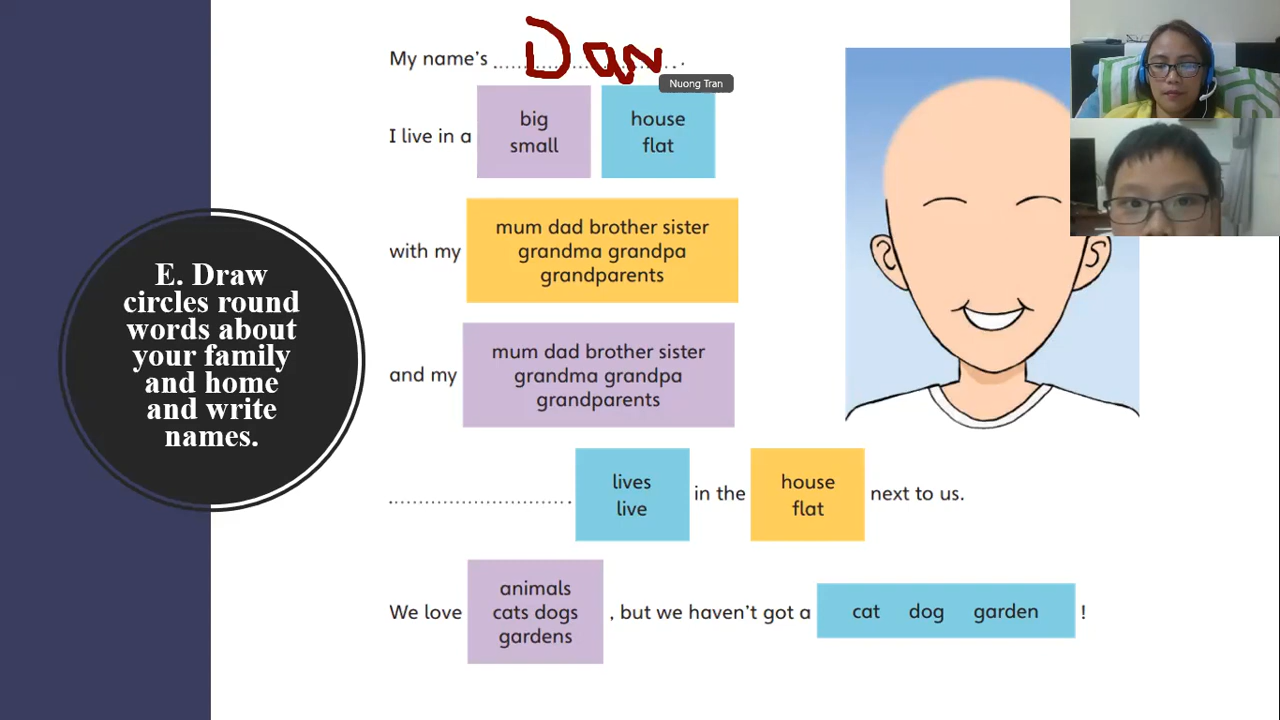 E. Draw
circles round
words about
your family
and home
and write
names.
My name's .......... Dan .
Nuong Tran
I live in a
big
small
house
flat
with my
mum dad brother sister
grandma grandpa
grandparents
and my
mum dad brother sister
grandma grandpa
grandparents
..............................
lives
live
in the
house
flat
next to us.
We love
animals
cats dogs
gardens
, but we haven't got a
cat dog garden
!